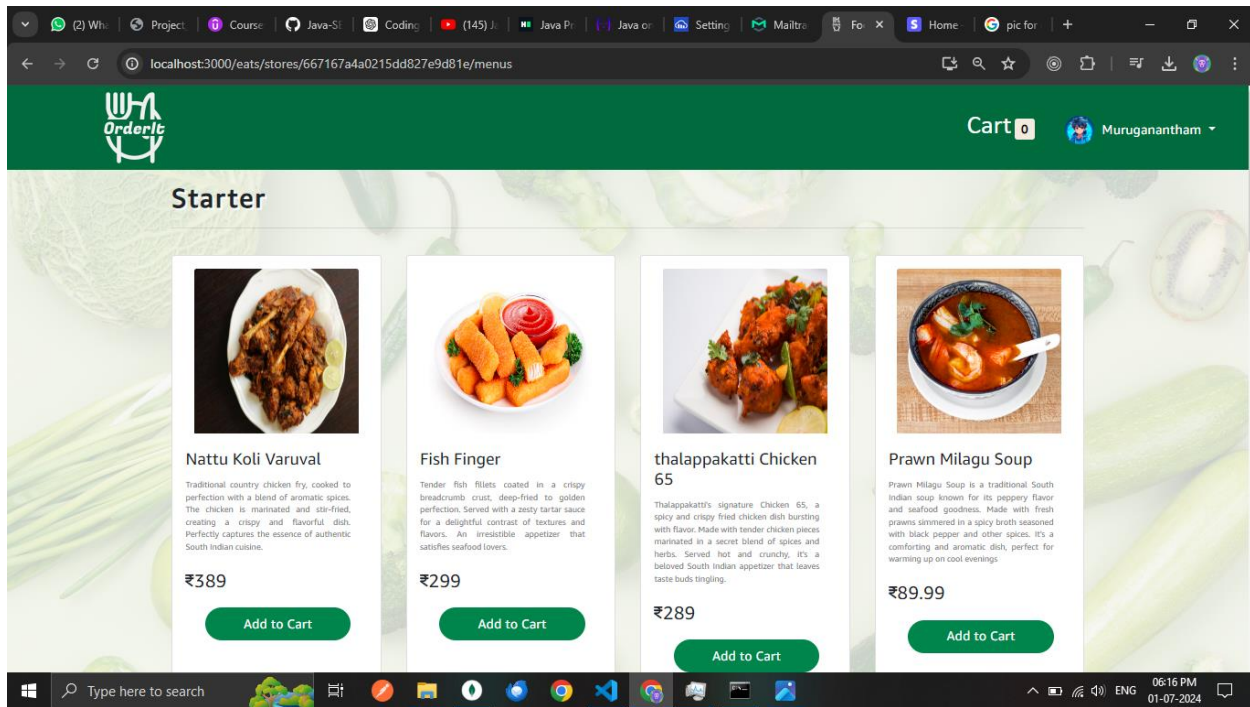 (2) Wha
Project
Course
Java-SE
Coding
(145) Ja
Java Pr
Java on
Setting
Mailtra
Fo
Home
pic for
localhost:3000/eats/stores/667167a4a0215dd827e9d81e/menus
OrderIt
Cart 0
Muruganantham
Starter
Nattu Koli Varuval
Traditional country chicken fry, cooked to
perfection with a blend of aromatic spices.
The chicken is marinated and stir-fried,
creating a crispy and flavorful dish.
Perfectly captures the essence of authentic
South Indian cuisine.
₹389
Add to Cart
Fish Finger
Tender fish fillets coated in a crispy
breadcrumb crust, deep-fried to golden
perfection. Served with a zesty tartar sauce
for a delightful contrast of textures and
flavors. An irresistible appetizer that
satisfies seafood lovers.
₹299
Add to Cart
thalappakatti Chicken
65
Thalappakatti's signature Chicken 65, a
spicy and crispy fried chicken dish bursting
with flavor. Made with tender chicken pieces
marinated in a secret blend of spices and
herbs. Served hot and crunchy, it's a
beloved South Indian appetizer that leaves
taste buds tingling.
₹289
Add to Cart
Prawn Milagu Soup
Prawn Milagu Soup is a traditional South
Indian soup known for its peppery flavor
and seafood goodness. Made with fresh
prawns simmered in a spicy broth seasoned
with black pepper and other spices. It's a
comforting and aromatic dish, perfect for
warming up on cool evenings
₹89.99
Add to Cart
Type here to search
ENG
06:16 PM
01-07-2024